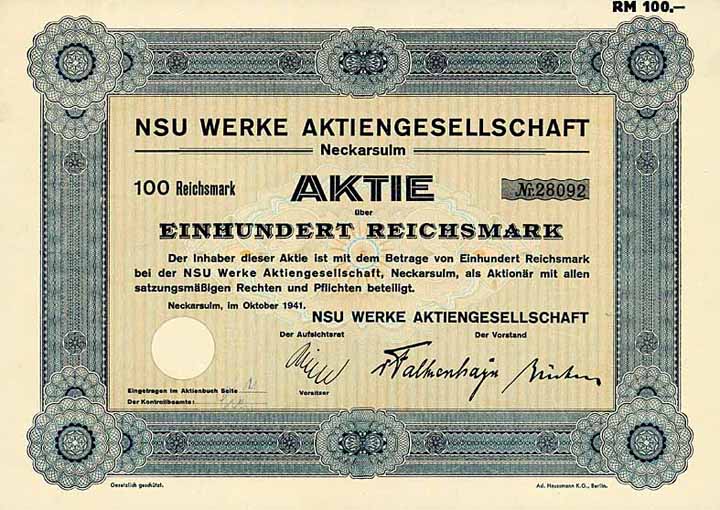 RM 100.—
NSU WERKE AKTIENGESELLSCHAFT
Neckarsulm
100 Reichsmark AKTIE Nr. 28092
über
EINHUNDERT REICHSMARK
Der Inhaber dieser Aktie ist mit dem Betrage von Einhundert Reichsmark
bei der NSU Werke Aktiengesellschaft, Neckarsulm, als Aktionär mit allen
satzungsmäßigen Rechten und Pflichten beteiligt.
Neckarsulm, im Oktober 1941.
NSU WERKE AKTIENGESELLSCHAFT
Der Aufsichtsrat Der Vorstand
v Falkenhayn
Vorsitzer
Eingetragen im Aktienbuch Seite
Der Kontrollbeamte:
Gesetzlich geschützt. Ad. Haussmann K.G., Berlin.